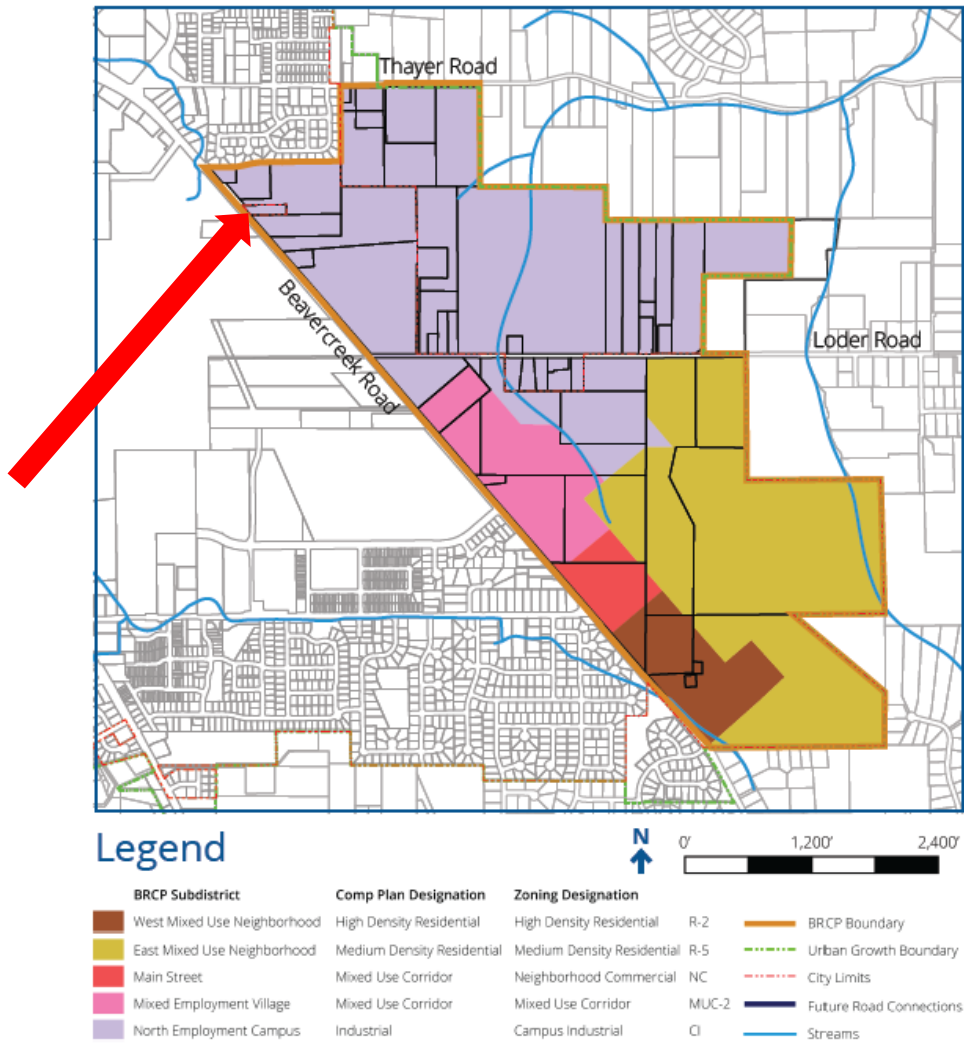 Thayer Road
Beavercreek Road
Loder Road
Legend
N
0' 1,200' 2,400'
BRCP Subdistrict Comp Plan Designation Zoning Designation
West Mixed Use Neighborhood High Density Residential High Density Residential R-2 BRCP Boundary
East Mixed Use Neighborhood Medium Density Residential Medium Density Residential R-5 Urban Growth Boundary
Main Street Mixed Use Corridor Neighborhood Commercial NC City Limits
Mixed Employment Village Mixed Use Corridor Mixed Use Corridor MUC-2 Future Road Connections
North Employment Campus Industrial Campus Industrial CI Streams